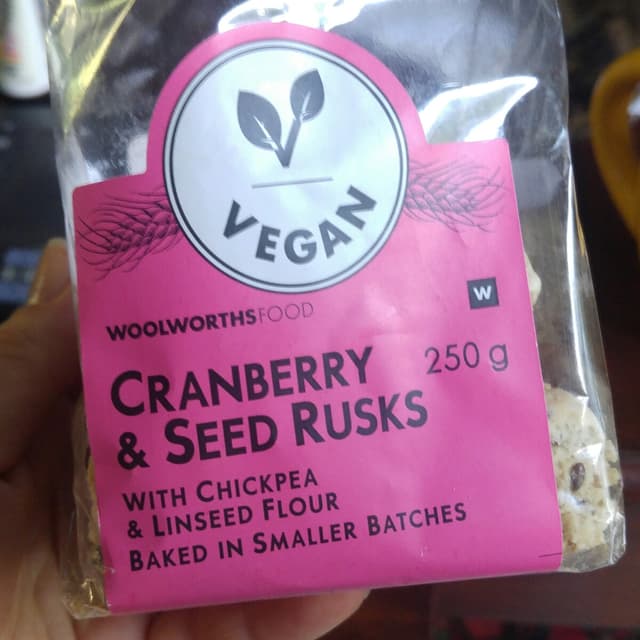 VEGAN
WOOLWORTHSFOOD
W
CRANBERRY 250 g
& SEED RUSKS
WITH CHICKPEA
& LINSEED FLOUR
BAKED IN SMALLER BATCHES